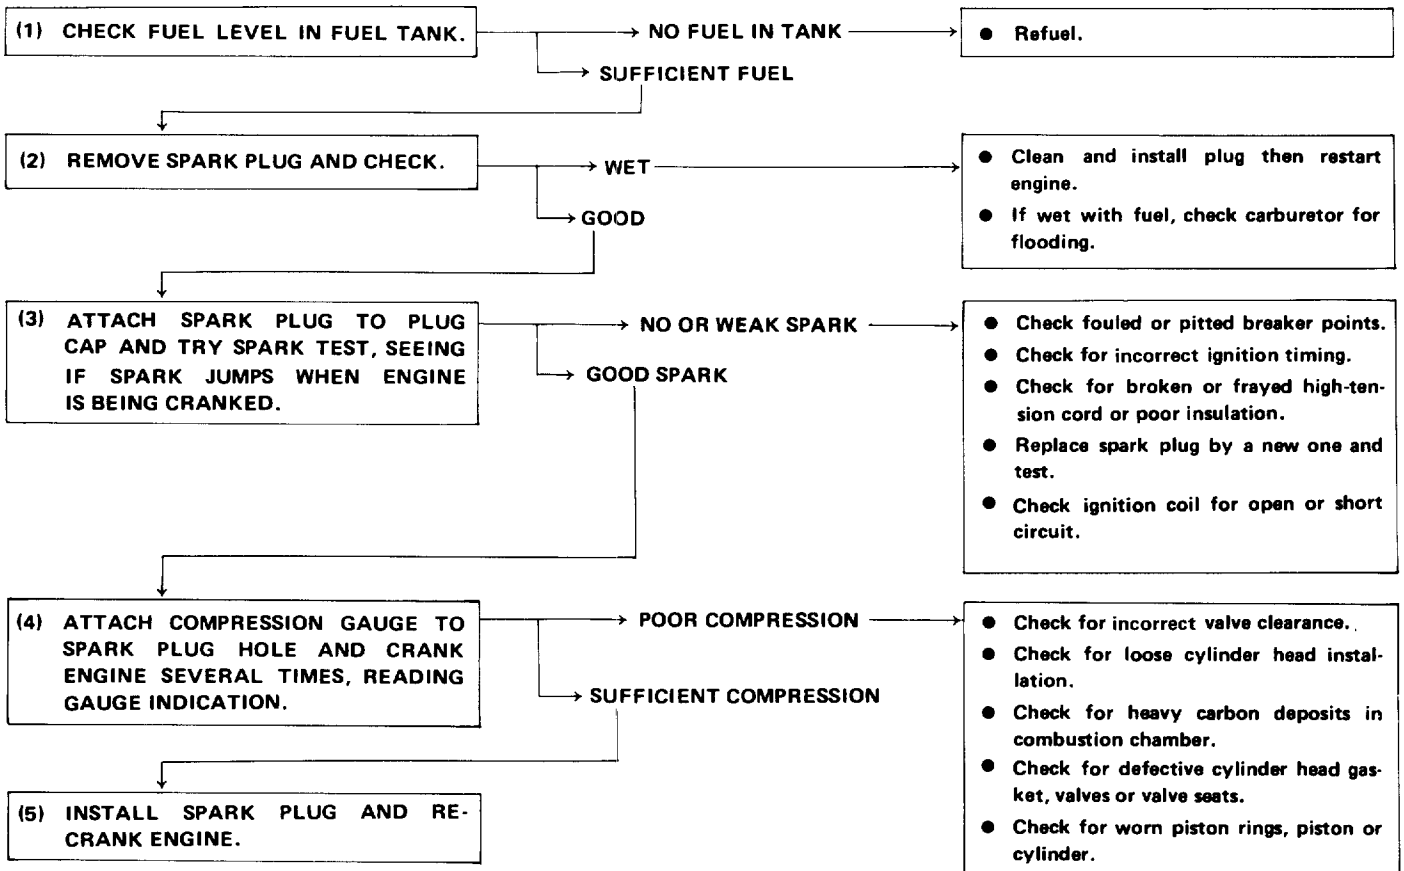 (1) CHECK FUEL LEVEL IN FUEL TANK.
NO FUEL IN TANK
● Refuel.
SUFFICIENT FUEL
(2) REMOVE SPARK PLUG AND CHECK.
WET
● Clean and install plug then restart
engine.
● If wet with fuel, check carburetor for
flooding.
GOOD
(3) ATTACH SPARK PLUG TO PLUG
CAP AND TRY SPARK TEST, SEEING
IF SPARK JUMPS WHEN ENGINE
IS BEING CRANKED.
NO OR WEAK SPARK
● Check fouled or pitted breaker points.
● Check for incorrect ignition timing.
● Check for broken or frayed high-ten-
sion cord or poor insulation.
● Replace spark plug by a new one and
test.
● Check ignition coil for open or short
circuit.
GOOD SPARK
(4) ATTACH COMPRESSION GAUGE TO
SPARK PLUG HOLE AND CRANK
ENGINE SEVERAL TIMES, READING
GAUGE INDICATION.
POOR COMPRESSION
● Check for incorrect valve clearance.
● Check for loose cylinder head instal-
lation.
● Check for heavy carbon deposits in
combustion chamber.
● Check for defective cylinder head gas-
ket, valves or valve seats.
● Check for worn piston rings, piston or
cylinder.
SUFFICIENT COMPRESSION
(5) INSTALL SPARK PLUG AND RE-
CRANK ENGINE.